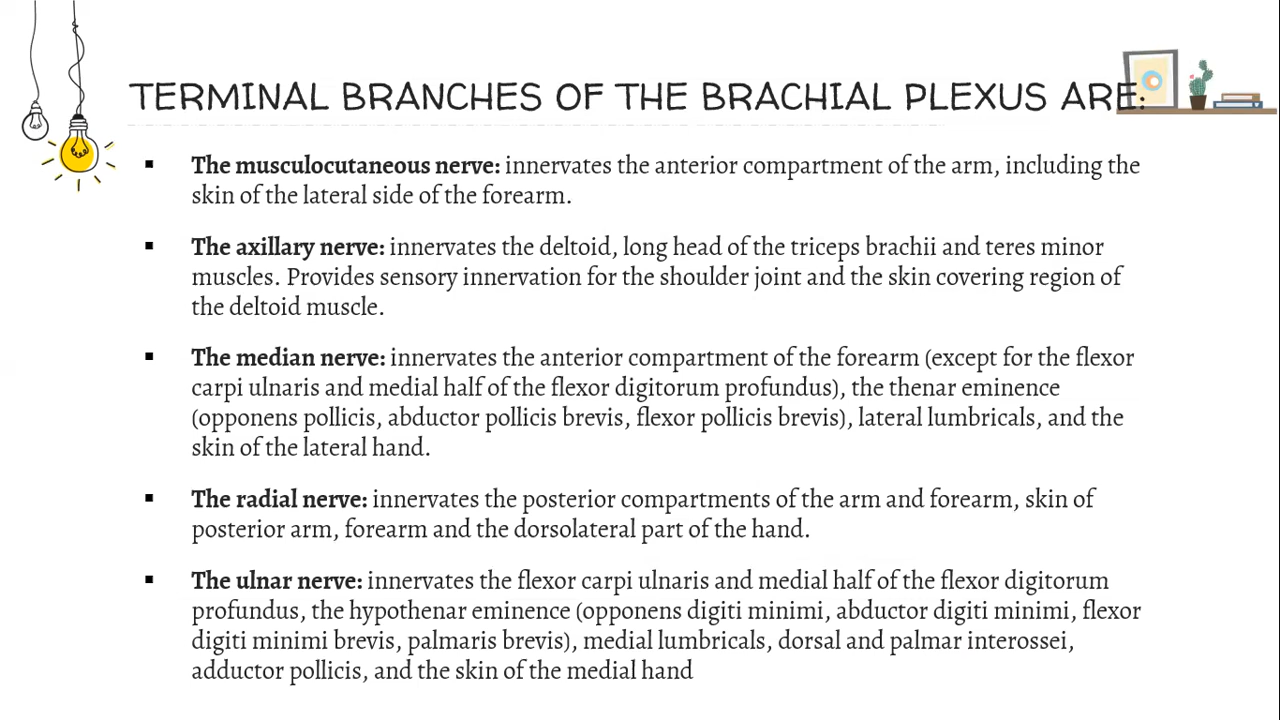 TERMINAL BRANCHES OF THE BRACHIAL PLEXUS ARE:
▪ The musculocutaneous nerve: innervates the anterior compartment of the arm, including the
skin of the lateral side of the forearm.
▪ The axillary nerve: innervates the deltoid, long head of the triceps brachii and teres minor
muscles. Provides sensory innervation for the shoulder joint and the skin covering region of
the deltoid muscle.
▪ The median nerve: innervates the anterior compartment of the forearm (except for the flexor
carpi ulnaris and medial half of the flexor digitorum profundus), the thenar eminence
(opponens pollicis, abductor pollicis brevis, flexor pollicis brevis), lateral lumbricals, and the
skin of the lateral hand.
▪ The radial nerve: innervates the posterior compartments of the arm and forearm, skin of
posterior arm, forearm and the dorsolateral part of the hand.
▪ The ulnar nerve: innervates the flexor carpi ulnaris and medial half of the flexor digitorum
profundus, the hypothenar eminence (opponens digiti minimi, abductor digiti minimi, flexor
digiti minimi brevis, palmaris brevis), medial lumbricals, dorsal and palmar interossei,
adductor pollicis, and the skin of the medial hand